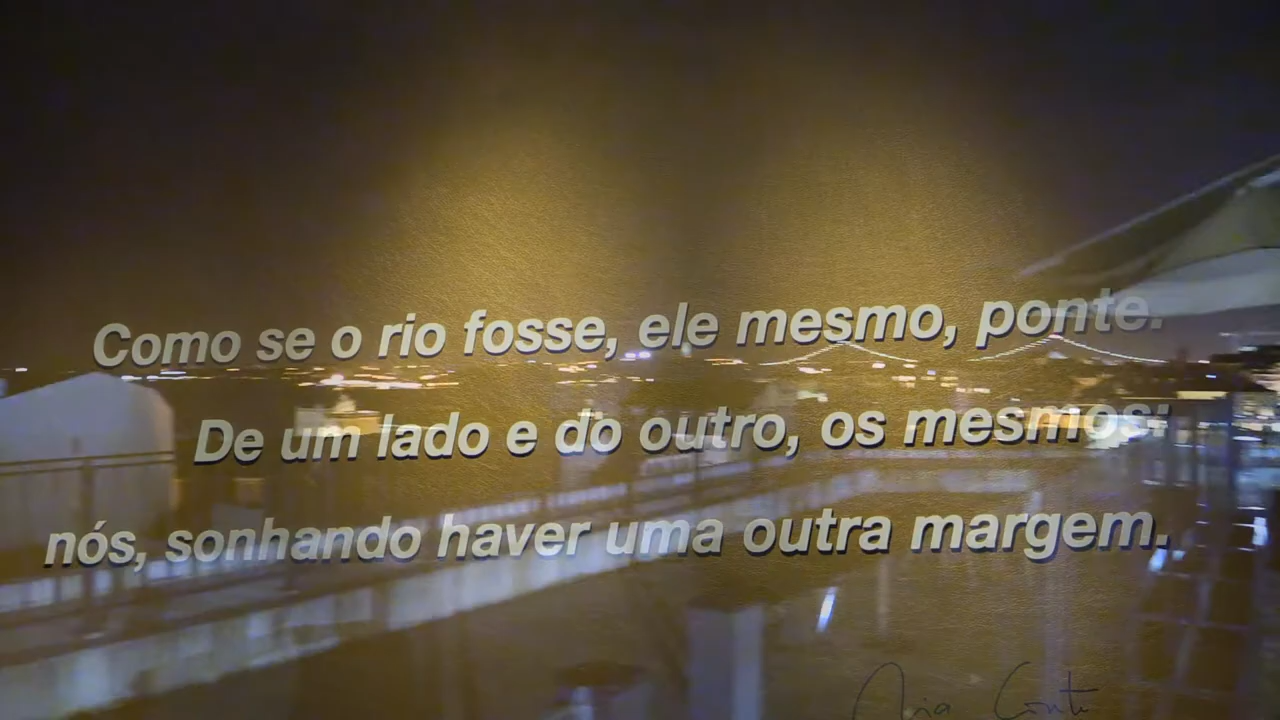 Como se o rio fosse, ele mesmo, ponte.
De um lado e do outro, os mesmos:
nós, sonhando haver uma outra margem.